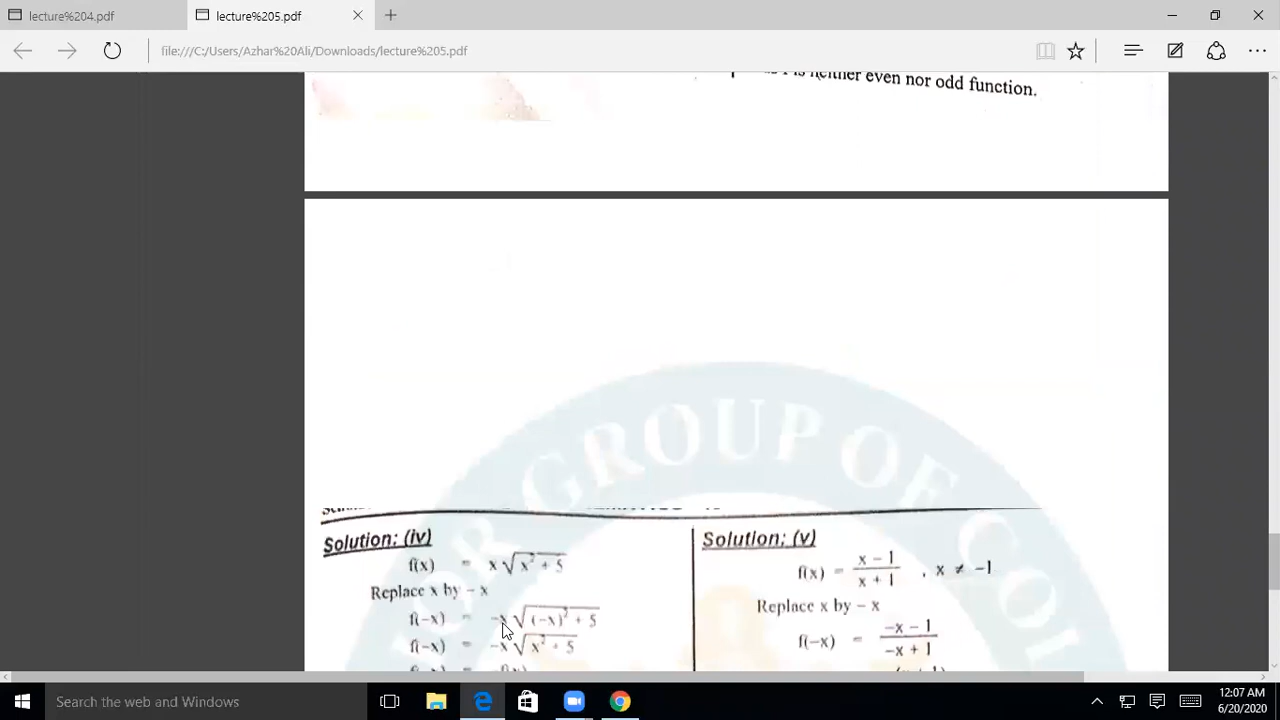 lecture%204.pdf
lecture%205.pdf
file:///C:/Users/Azhar%20Ali/Downloads/lecture%205.pdf
is neither even nor odd function.
GROUP OF
Solution: (iv)
f(x) = x√(x² + 5)
Replace x by – x
f(–x) = –x√((–x)² + 5)
f(–x) = –x√(x² + 5)
Solution: (v)
f(x) = (x – 1)/(x + 1) , x ≠ –1
Replace x by – x
f(–x) = (–x – 1)/(–x + 1)
Search the web and Windows
12:07 AM
6/20/2020